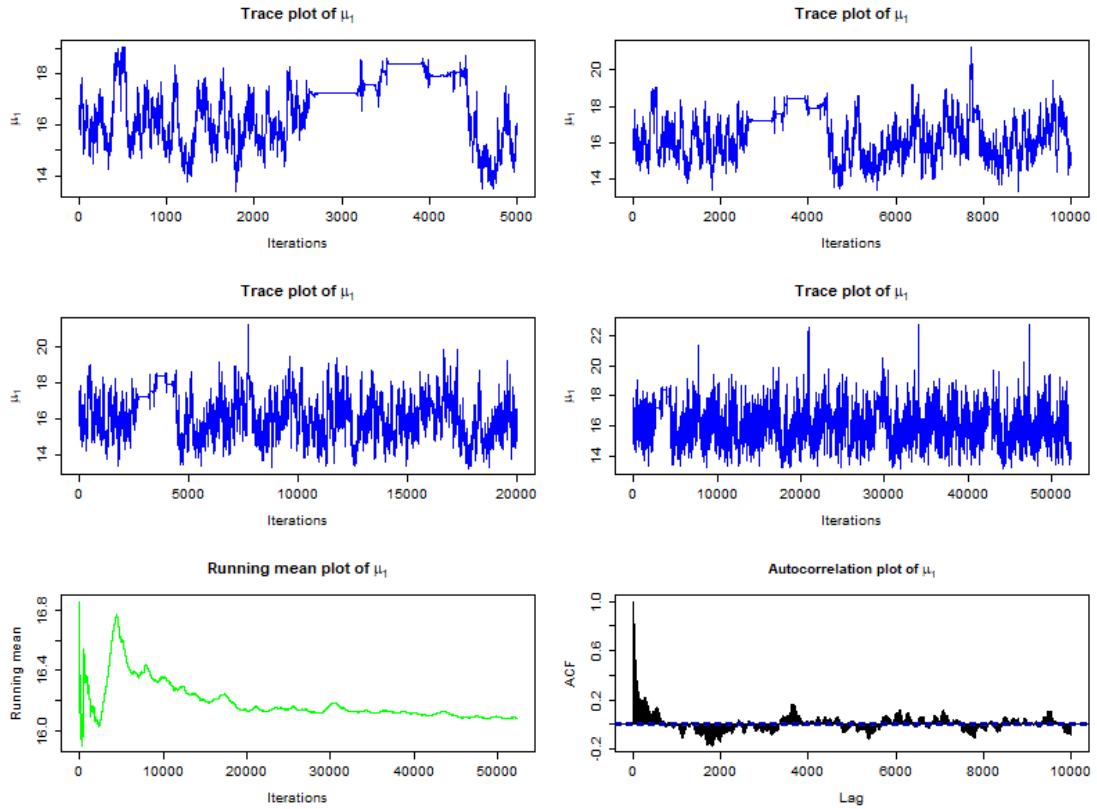 Trace plot of μ1
μ1
18
16
14
0 1000 2000 3000 4000 5000
Iterations
Trace plot of μ1
μ1
20
18
16
14
0 2000 4000 6000 8000 10000
Iterations
Trace plot of μ1
μ1
20
18
16
14
0 5000 10000 15000 20000
Iterations
Trace plot of μ1
μ1
22
20
18
16
14
0 10000 20000 30000 40000 50000
Iterations
Running mean plot of μ1
Running mean
16.8
16.4
16.0
0 10000 20000 30000 40000 50000
Iterations
Autocorrelation plot of μ1
ACF
1.0
0.6
0.2
-0.2
0 2000 4000 6000 8000 10000
Lag